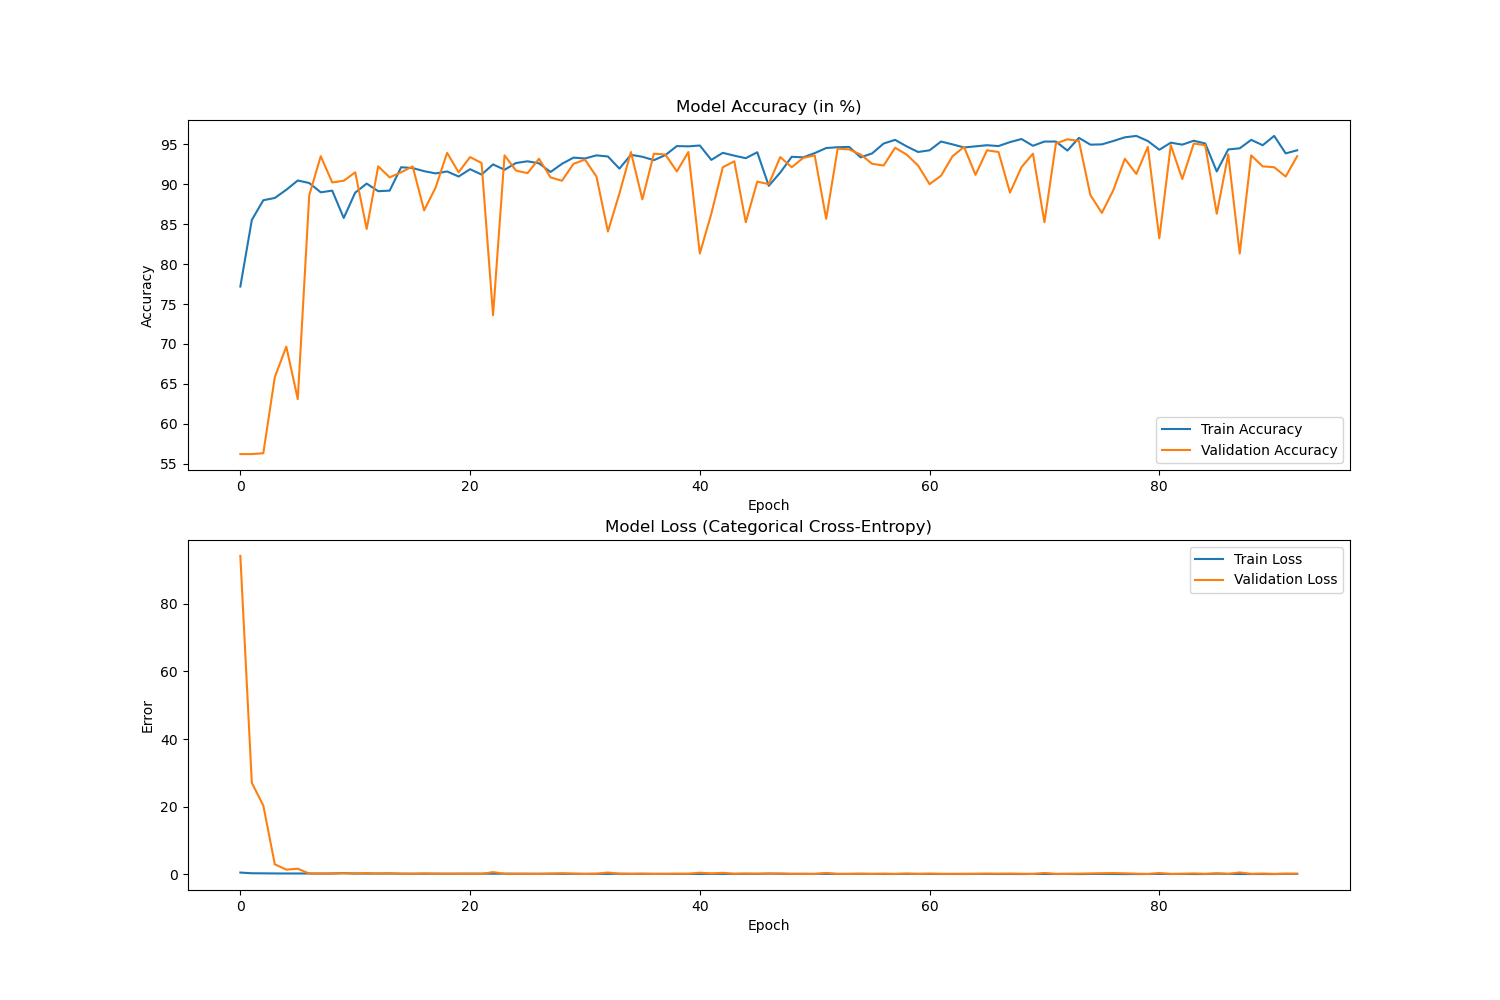 Model Accuracy (in %)
95
90
85
80
75
70
65
60
55
Accuracy
Train Accuracy
Validation Accuracy
0 20 40 60 80
Epoch
Model Loss (Categorical Cross-Entropy)
Train Loss
Validation Loss
80
60
40
20
0
Error
0 20 40 60 80
Epoch